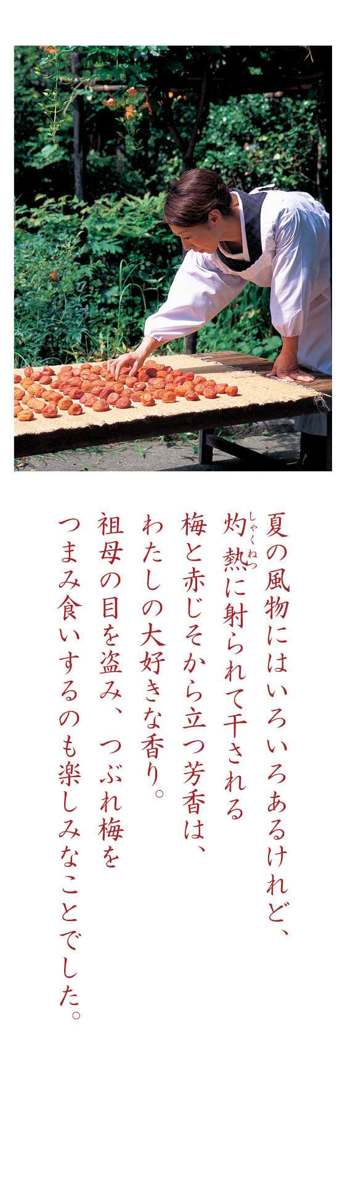 夏の風物にはいろいろあるけれど、
灼熱に射られて干される
しゃくねつ
梅と赤じそから立つ芳香は、
わたしの大好きな香り。
祖母の目を盗み、つぶれ梅を
つまみ食いするのも楽しみなことでした。